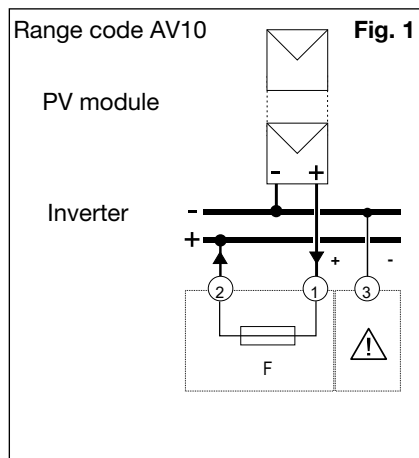 Range code AV10 Fig. 1
PV module
- +
Inverter -
+
+ -
2 1 3
F
!